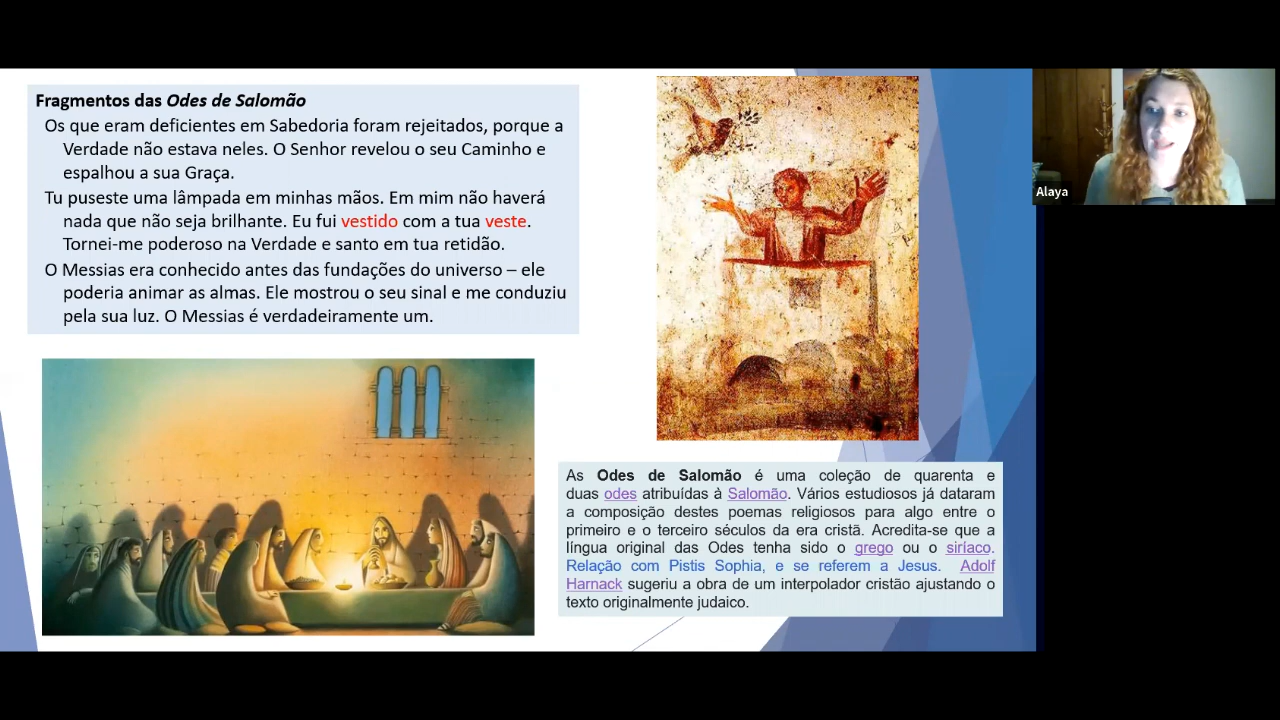 Fragmentos das Odes de Salomão
Os que eram deficientes em Sabedoria foram rejeitados, porque a
Verdade não estava neles. O Senhor revelou o seu Caminho e
espalhou a sua Graça.
Tu puseste uma lâmpada em minhas mãos. Em mim não haverá
nada que não seja brilhante. Eu fui vestido com a tua veste.
Tornei-me poderoso na Verdade e santo em tua retidão.
O Messias era conhecido antes das fundações do universo – ele
poderia animar as almas. Ele mostrou o seu sinal e me conduziu
pela sua luz. O Messias é verdadeiramente um.
As Odes de Salomão é uma coleção de quarenta e
duas odes atribuídas à Salomão. Vários estudiosos já dataram
a composição destes poemas religiosos para algo entre o
primeiro e o terceiro séculos da era cristã. Acredita-se que a
língua original das Odes tenha sido o grego ou o siríaco.
Relação com Pistis Sophia, e se referem a Jesus. Adolf
Harnack sugeriu a obra de um interpolador cristão ajustando o
texto originalmente judaico.
Alaya